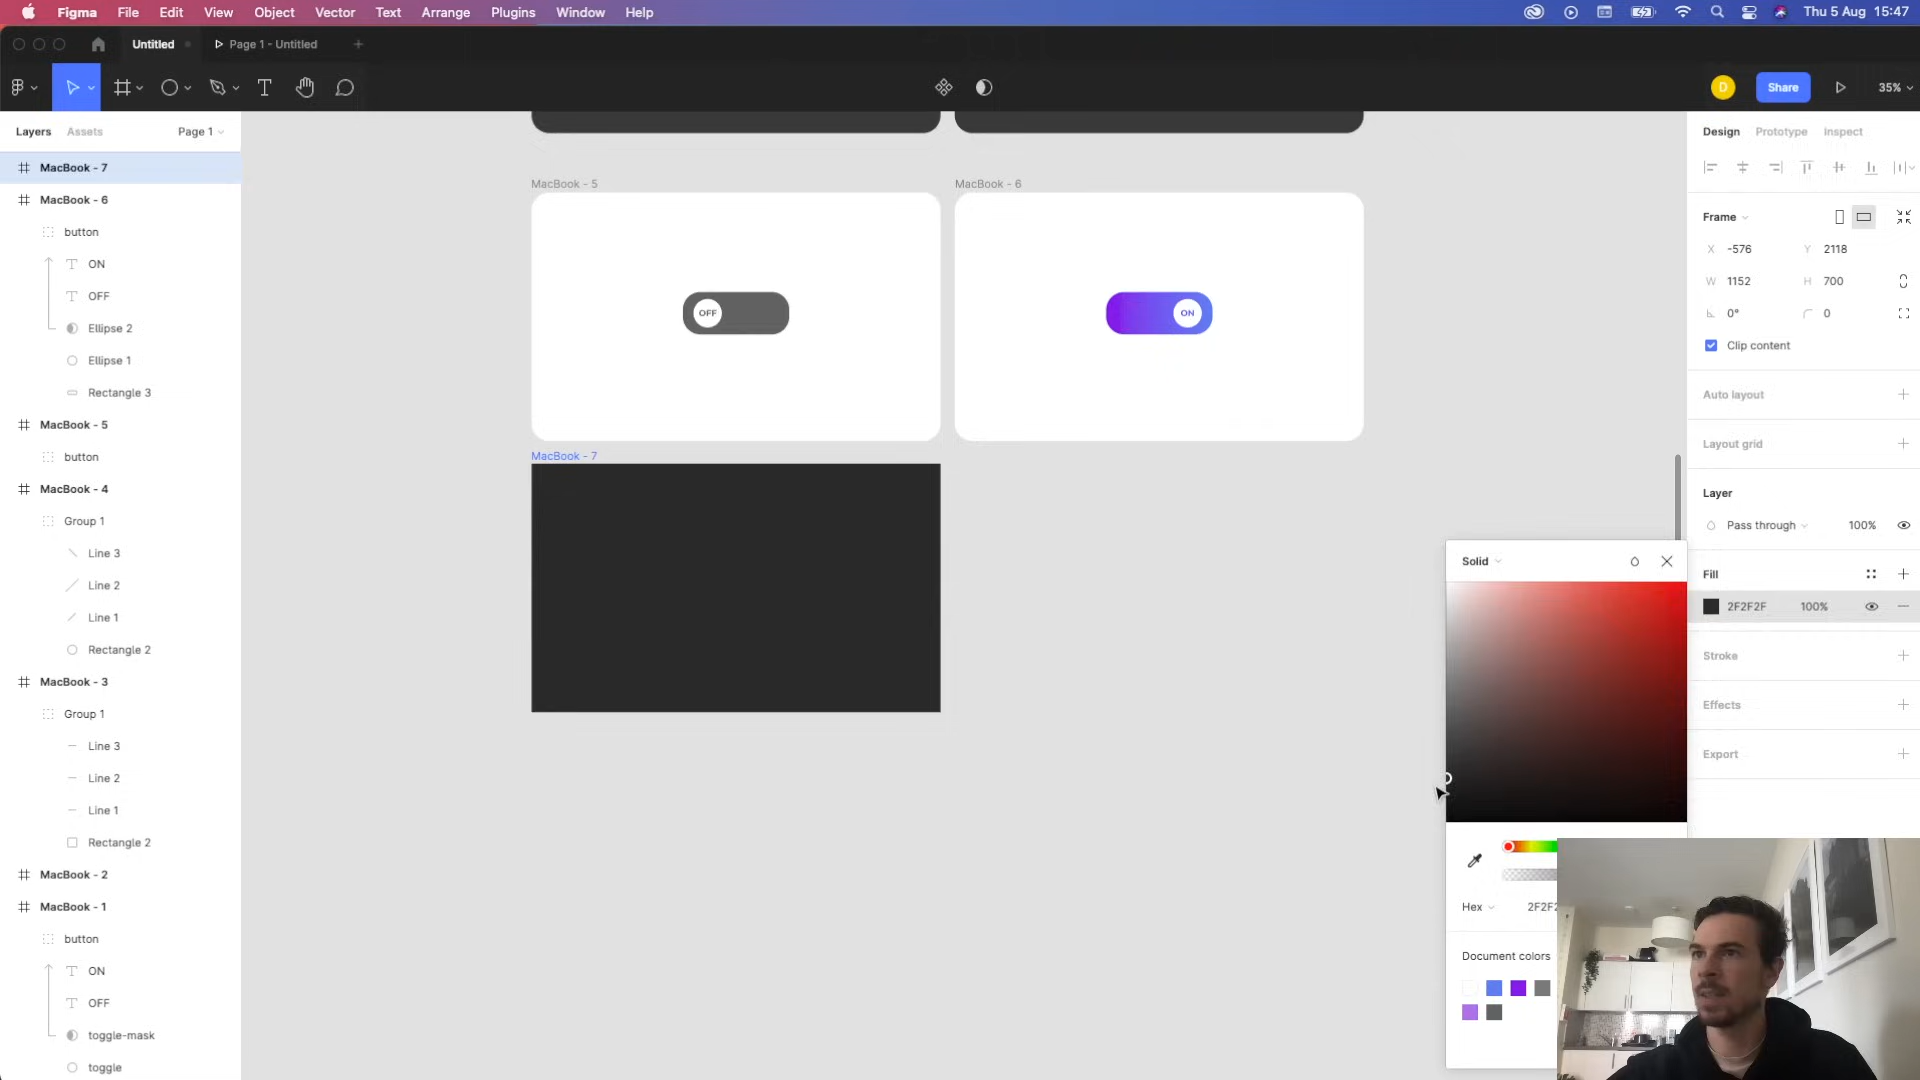 Figma File Edit View Object Vector Text Arrange Plugins Window Help Thu 5 Aug 15:47
Untitled Page 1 - Untitled
D Share 35%
Layers Assets Page 1
MacBook - 7
MacBook - 6
button
ON
OFF
Ellipse 2
Ellipse 1
Rectangle 3
MacBook - 5
button
MacBook - 4
Group 1
Line 3
Line 2
Line 1
Rectangle 2
MacBook - 3
Group 1
Line 3
Line 2
Line 1
Rectangle 2
MacBook - 2
MacBook - 1
button
ON
OFF
toggle-mask
toggle
MacBook - 5 MacBook - 6
OFF ON
MacBook - 7
Solid
Hex 2F2F2
Document colors
Design Prototype Inspect
Frame
X -576 Y 2118
W 1152 H 700
0° 0
Clip content
Auto layout
Layout grid
Layer
Pass through 100%
Fill
2F2F2F 100%
Stroke
Effects
Export